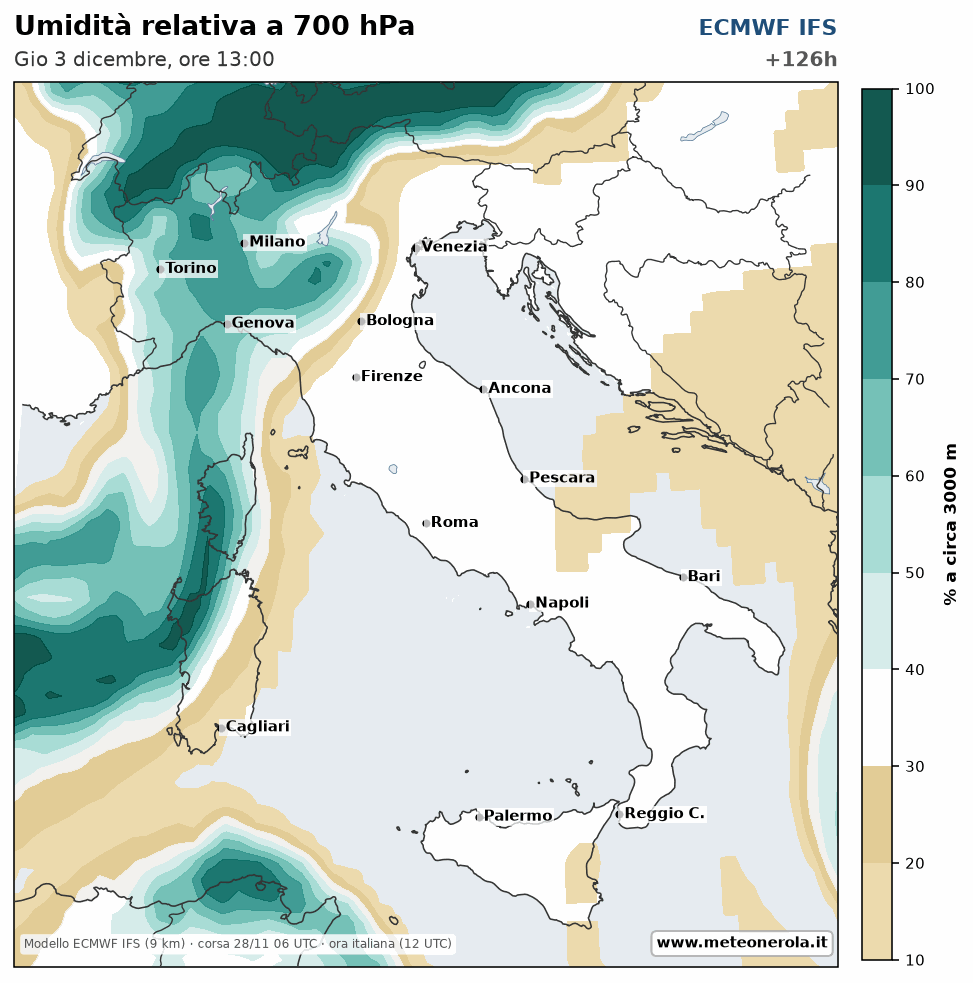 Umidità relativa a 700 hPa
ECMWF IFS
Gio 3 dicembre, ore 13:00
+126h
100
90
80
70
60
50
40
30
20
10
% a circa 3000 m
Milano
Venezia
Torino
Genova
Bologna
Firenze
Ancona
Pescara
Roma
Bari
Napoli
Cagliari
Palermo
Reggio C.
Modello ECMWF IFS (9 km) · corsa 28/11 06 UTC · ora italiana (12 UTC)
www.meteonerola.it